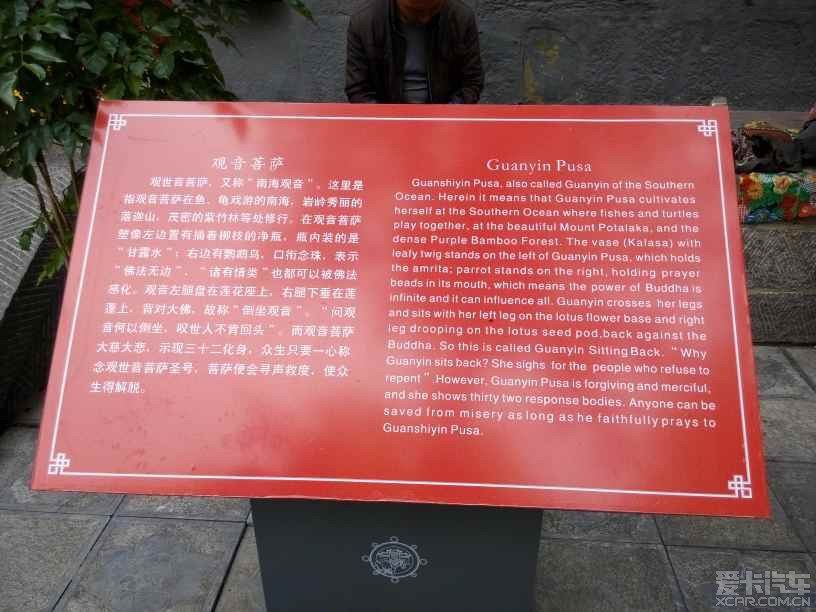 观音菩萨
观世音菩萨，又称“南海观音”。这里是
指观音菩萨在鱼、龟戏游的南海，岩岭秀丽的
落迦山，茂密的紫竹林等处修行。在观音菩萨
塑像左边置有插着柳枝的净瓶，瓶内装的是
“甘露水”；右边有鹦鹉鸟，口衔念珠，表示
“佛法无边”，“诸有情类”也都可以被佛法
感化。观音左腿盘在莲花座上，右腿下垂在莲
蓬上，背对大佛，故称“倒坐观音”。“问观
音何以倒坐，叹世人不肯回头”。而观音菩萨
大慈大悲，示现三十二化身，众生只要一心称
念观世音菩萨圣号，菩萨便会寻声救度，使众
生得解脱。
Guanyin Pusa
Guanshiyin Pusa, also called Guanyin of the Southern
Ocean. Herein it means that Guanyin Pusa cultivates
herself at the Southern Ocean where fishes and turtles
play together, at the beautiful Mount Potalaka, and the
dense Purple Bamboo Forest. The vase (Kalasa) with
leafy twig stands on the left of Guanyin Pusa, which holds
the amrita; parrot stands on the right, holding prayer
beads in its mouth, which means the power of Buddha is
infinite and it can influence all. Guanyin crosses her legs
and sits with her left leg on the lotus flower base and right
leg drooping on the lotus seed pod,back against the
Buddha. So this is called Guanyin Sitting Back. “Why
Guanyin sits back? She sighs for the people who refuse to
repent”.However, Guanyin Pusa is forgiving and merciful,
and she shows thirty two response bodies. Anyone can be
saved from misery as long as he faithfully prays to
Guanshiyin Pusa.
爱卡汽车
XCAR.COM.CN